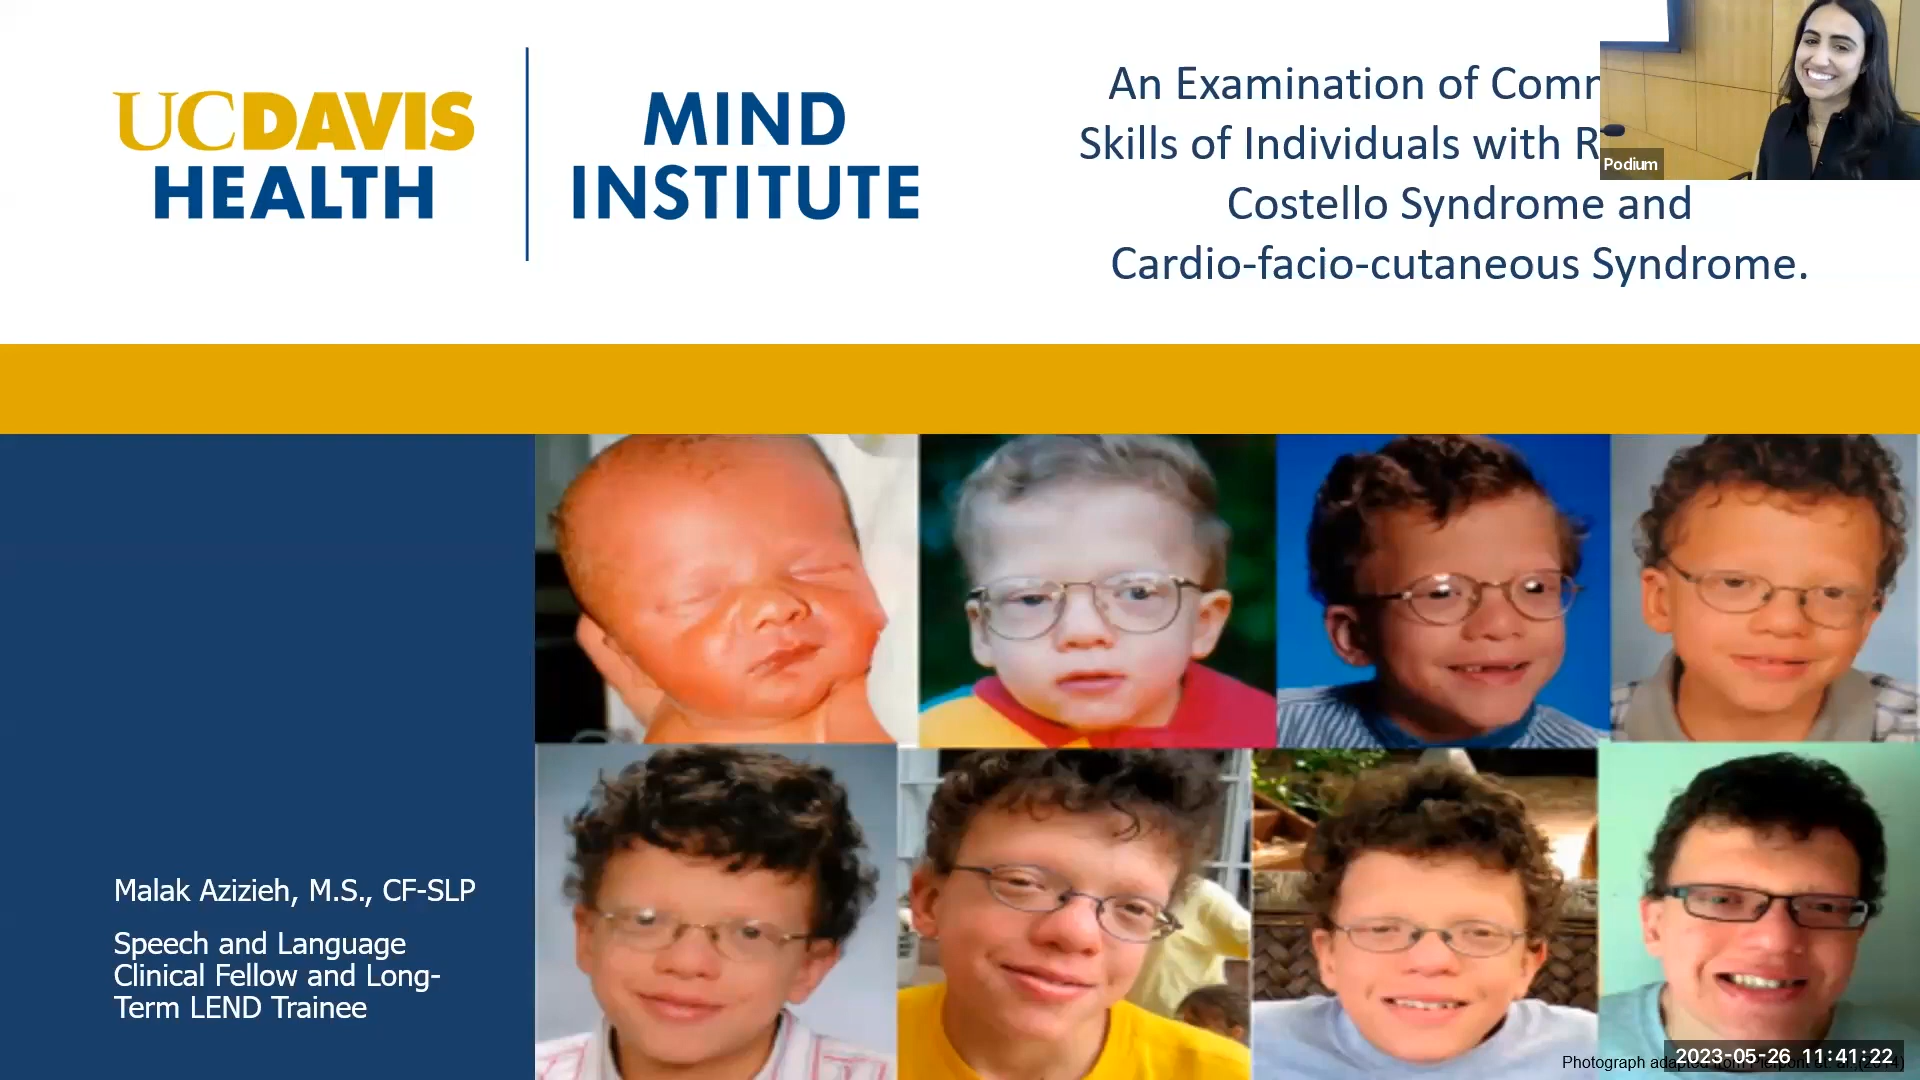 UCDAVIS
HEALTH
MIND
INSTITUTE
An Examination of
Skills of Individuals with
Costello Syndrome and
Cardio-facio-cutaneous Syndrome.
Podium
Malak Azizieh, M.S., CF-SLP
Speech and Language
Clinical Fellow and Long-
Term LEND Trainee
Photograph
2023-05-26 11:41:22